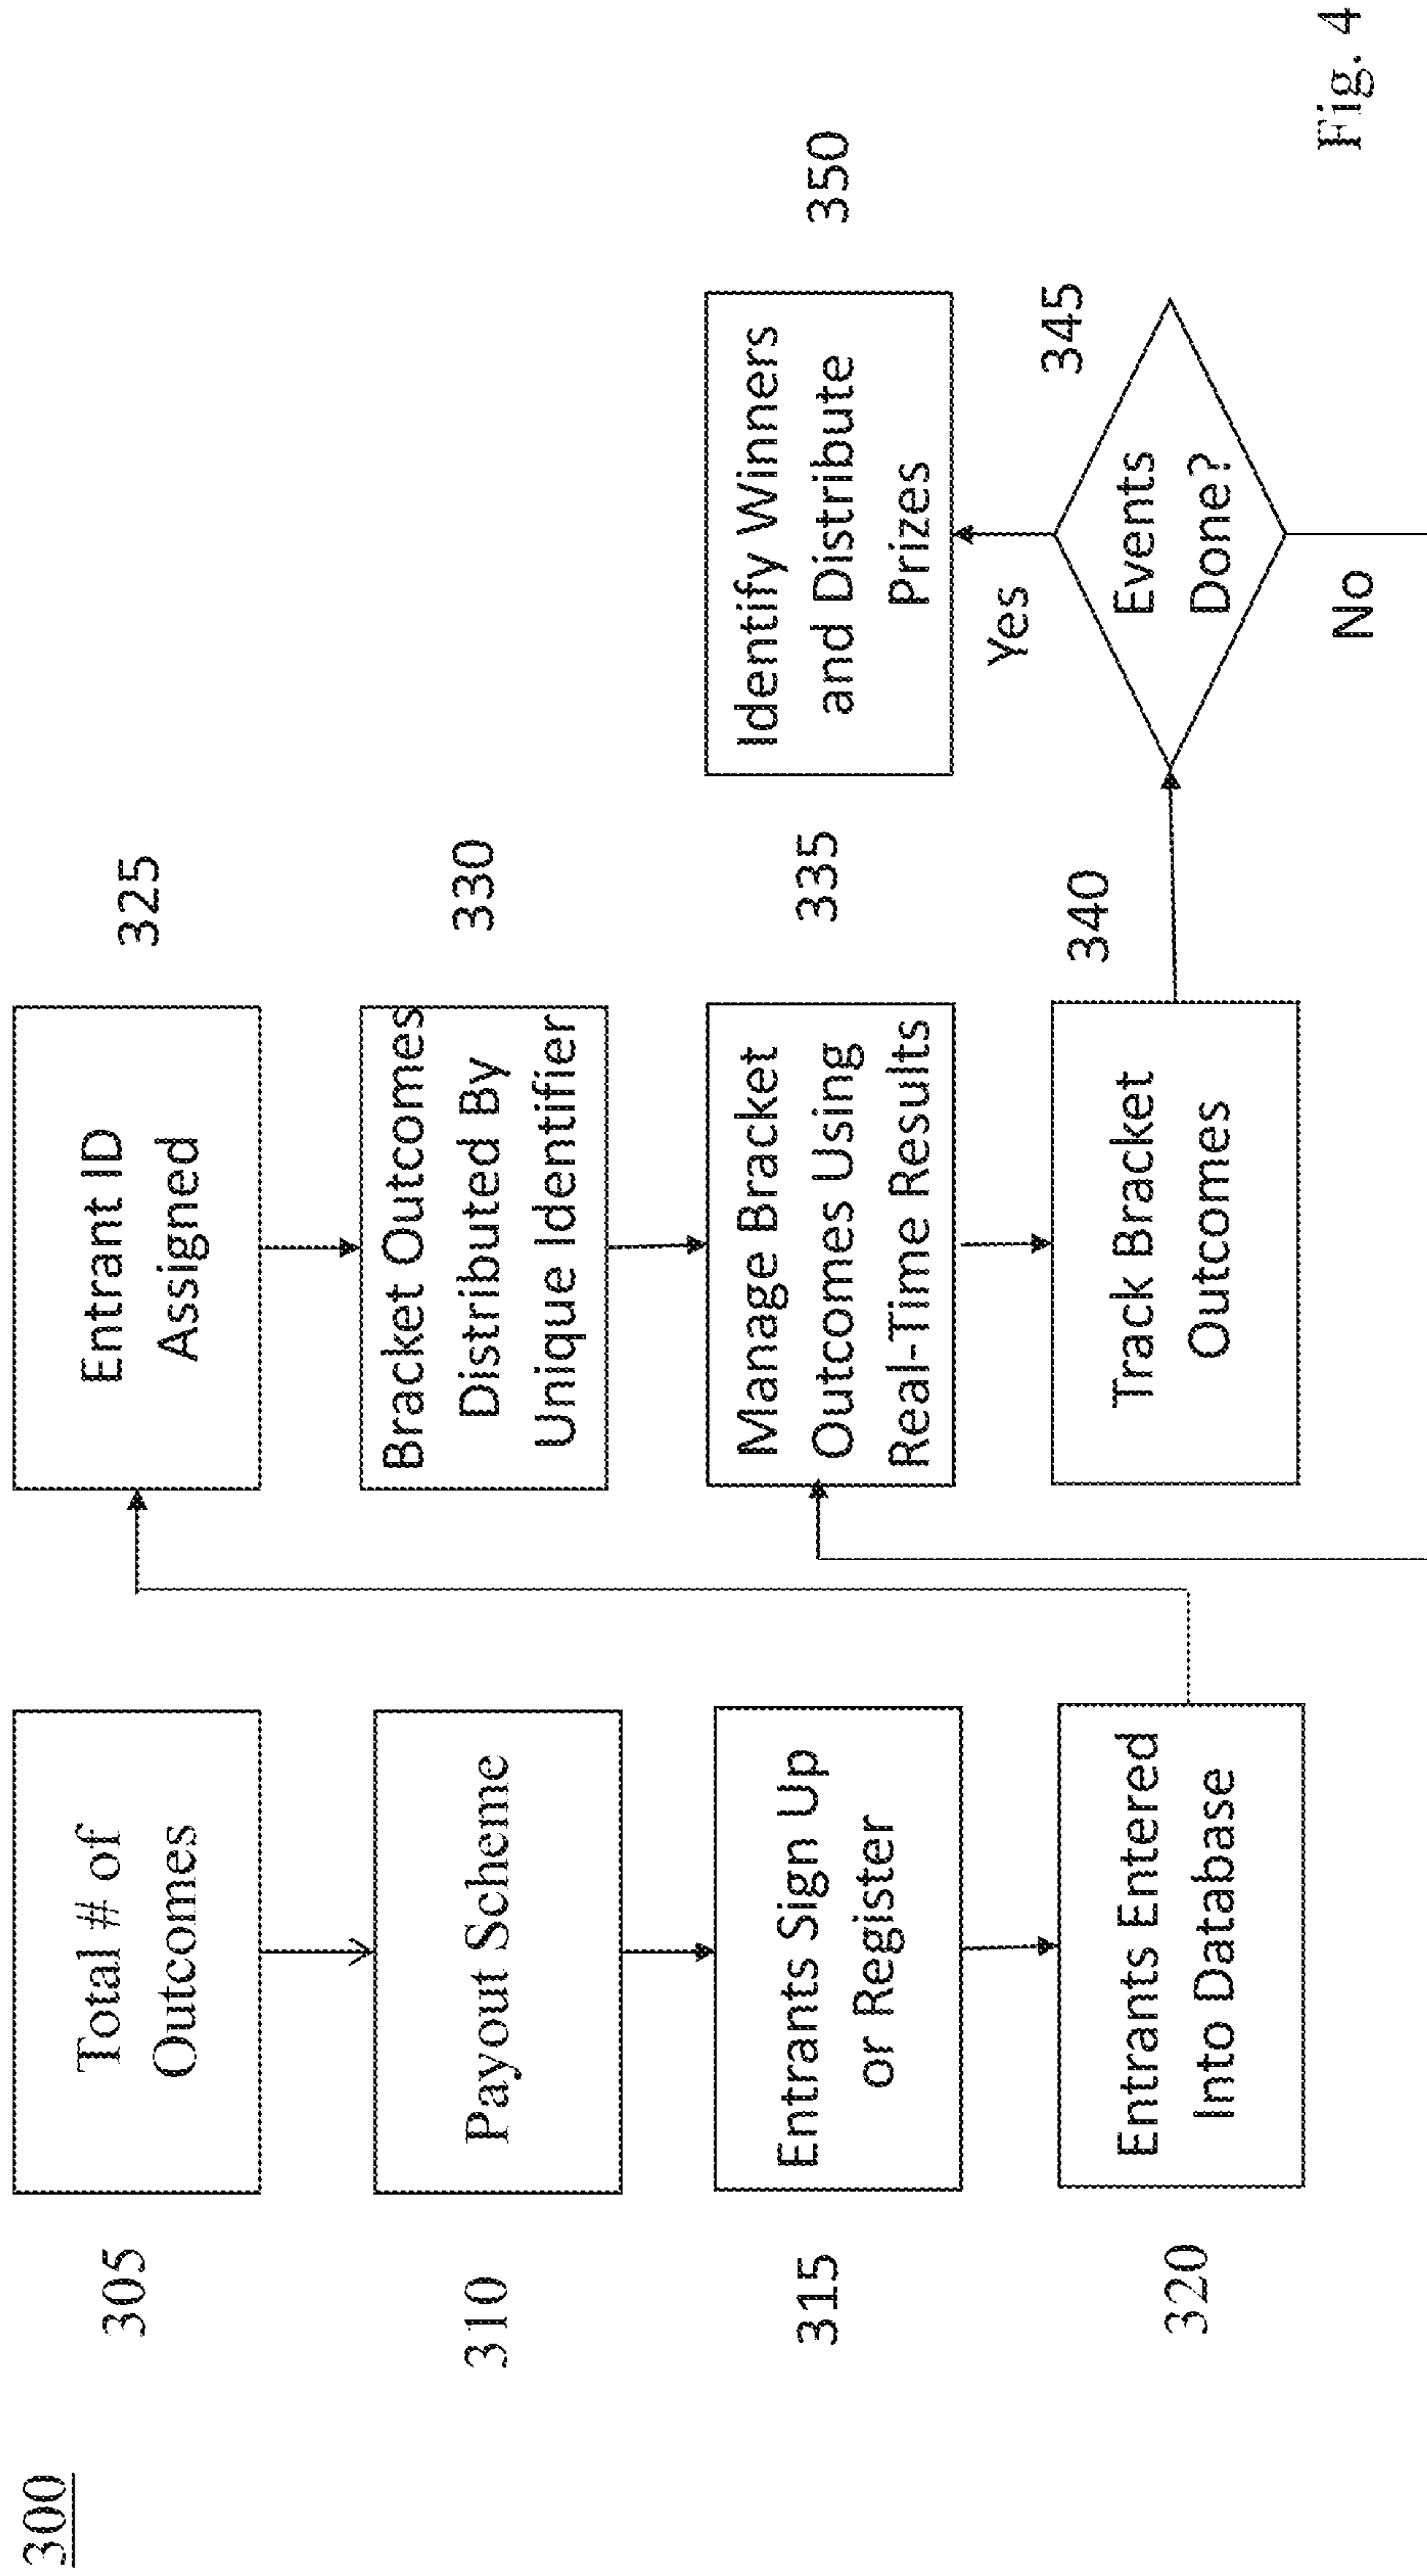 300
305
Total # of
Outcomes
310
Payout Scheme
315
Entrants Sign Up
or Register
320
Entrants Entered
Into Database
Entrant ID
Assigned
325
Bracket Outcomes
Distributed By
Unique Identifier
330
Manage Bracket
Outcomes Using
Real-Time Results
335
Track Bracket
Outcomes
340
Identify Winners
and Distribute
Prizes
350
Yes
345
Events
Done?
No
Fig. 4